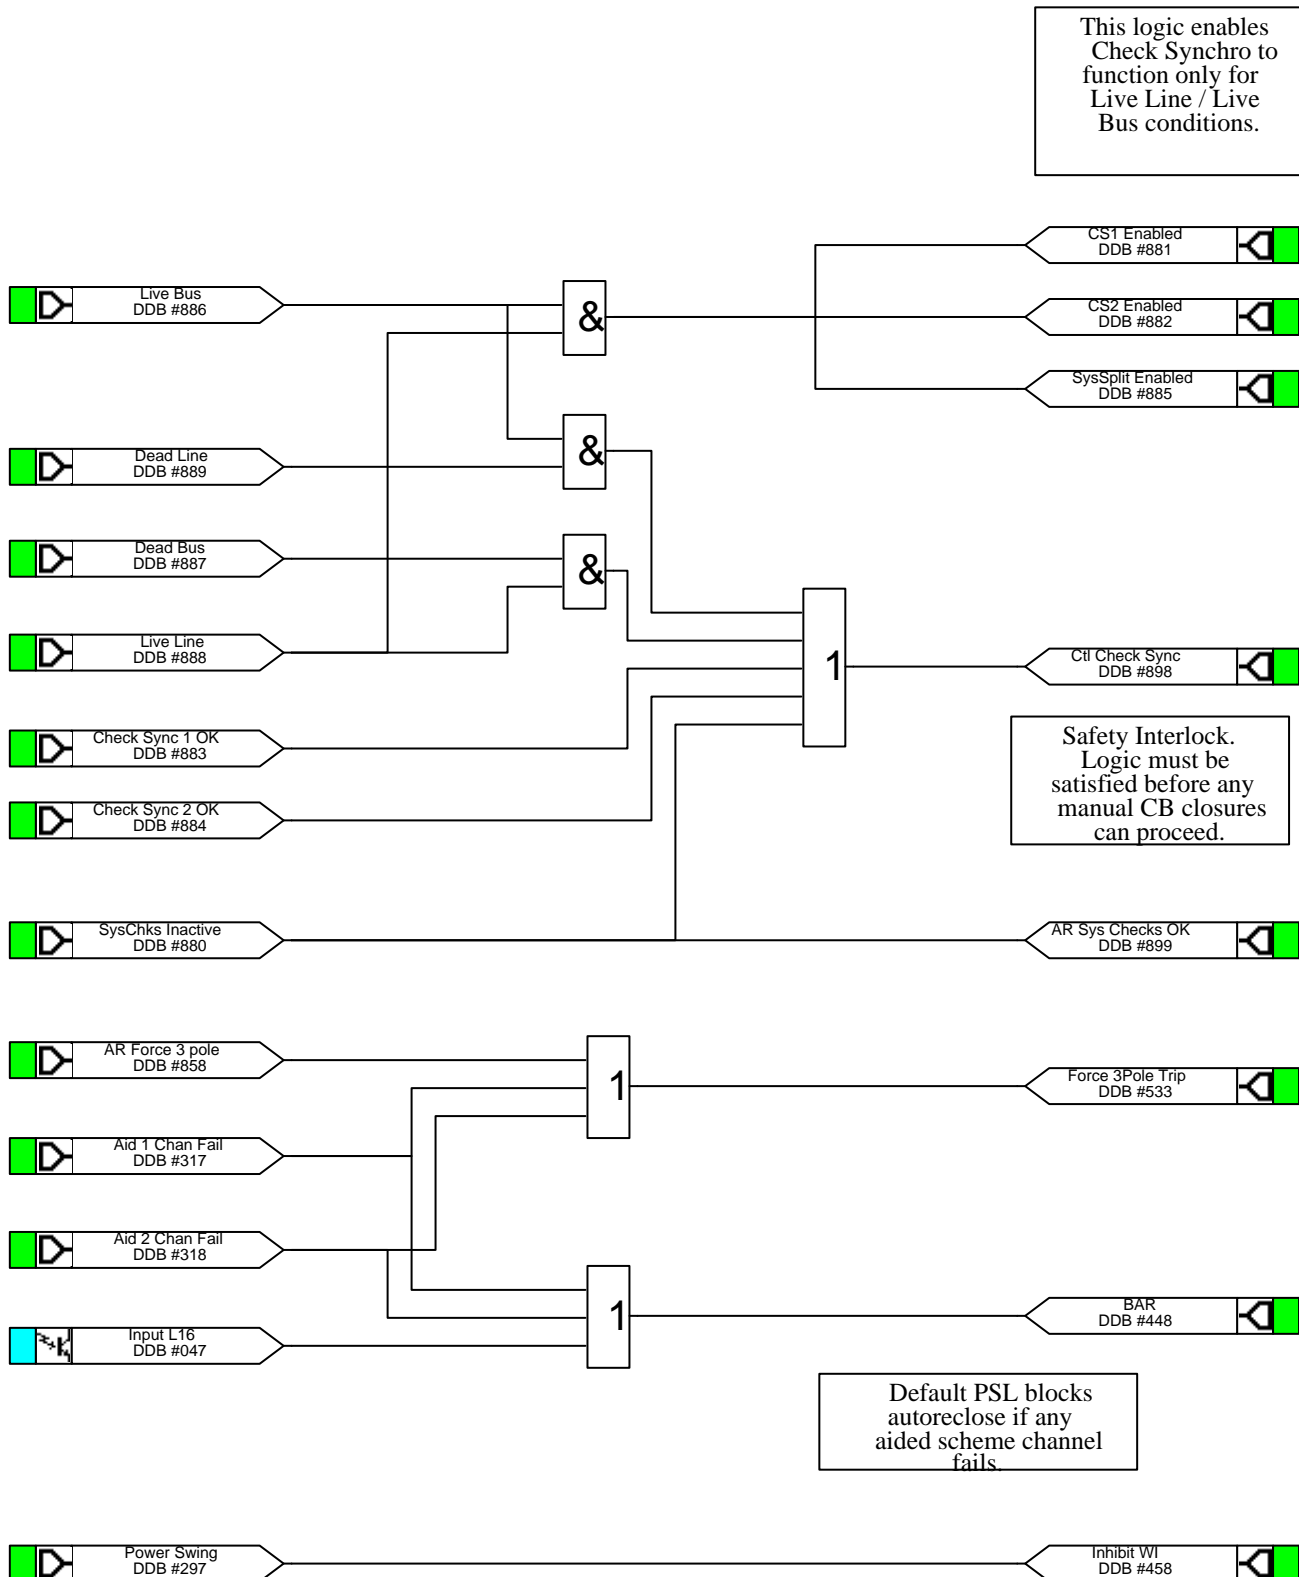 This logic enables
Check Synchro to
function only for
Live Line / Live
Bus conditions.
CS1 Enabled
DDB #881
Live Bus
DDB #886
&
CS2 Enabled
DDB #882
SysSplit Enabled
DDB #885
Dead Line
DDB #889
&
Dead Bus
DDB #887
&
Live Line
DDB #888
1
Ctl Check Sync
DDB #898
Check Sync 1 OK
DDB #883
Safety Interlock.
Logic must be
satisfied before any
manual CB closures
can proceed.
Check Sync 2 OK
DDB #884
SysChks Inactive
DDB #880
AR Sys Checks OK
DDB #899
AR Force 3 pole
DDB #858
1
Force 3Pole Trip
DDB #533
Aid 1 Chan Fail
DDB #317
Aid 2 Chan Fail
DDB #318
1
BAR
DDB #448
Input L16
DDB #047
Default PSL blocks
autoreclose if any
aided scheme channel
fails.
Power Swing
DDB #297
Inhibit WI
DDB #458